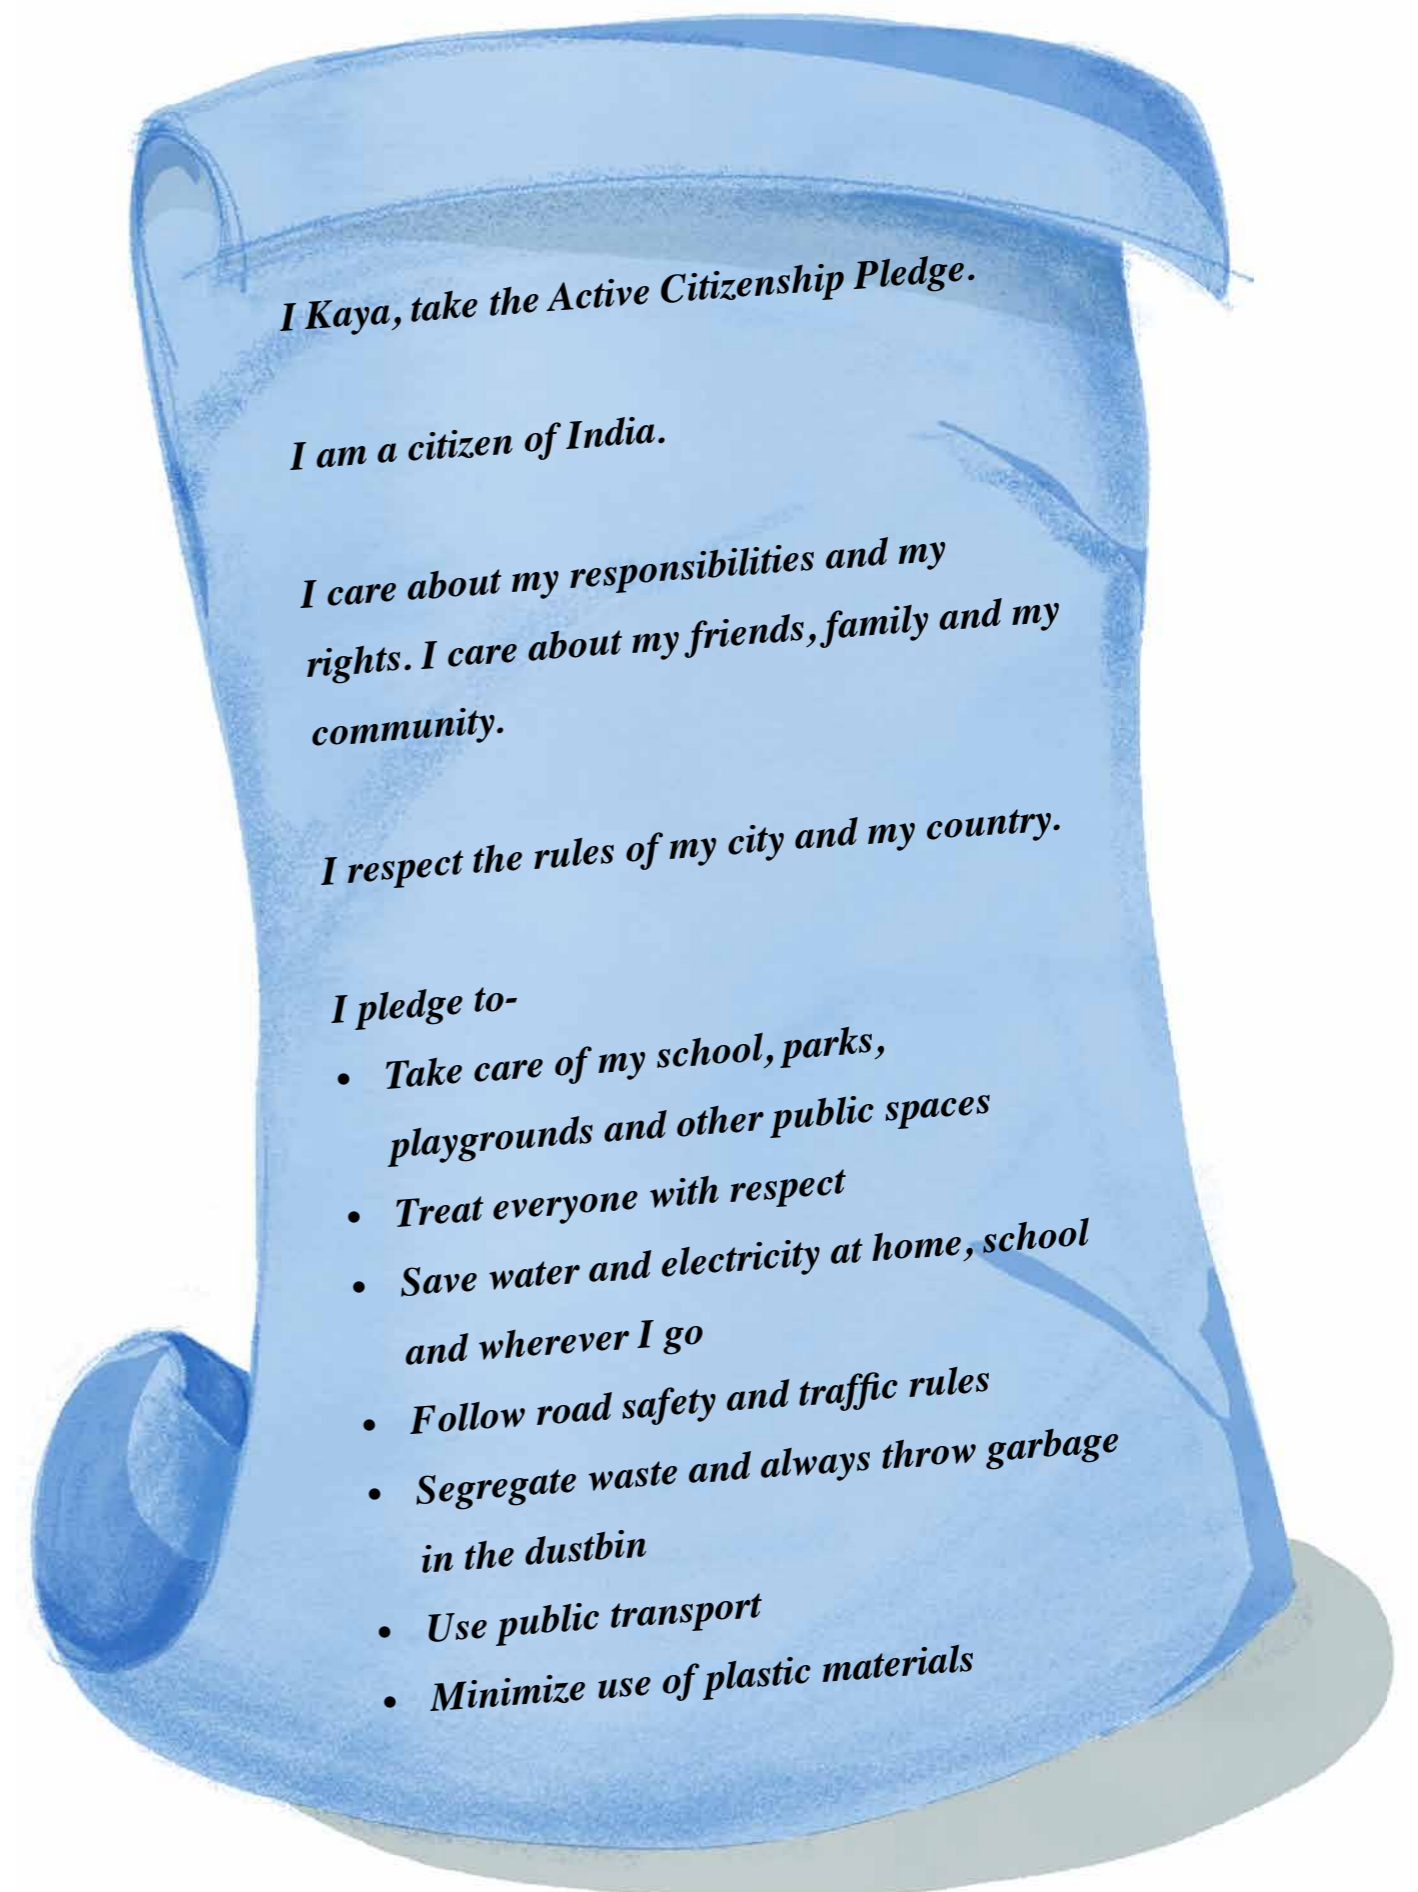 I Kaya, take the Active Citizenship Pledge.
I am a citizen of India.
I care about my responsibilities and my
rights. I care about my friends, family and my
community.
I respect the rules of my city and my country.
I pledge to-
• Take care of my school, parks,
playgrounds and other public spaces
• Treat everyone with respect
• Save water and electricity at home, school
and wherever I go
• Follow road safety and traffic rules
• Segregate waste and always throw garbage
in the dustbin
• Use public transport
• Minimize use of plastic materials